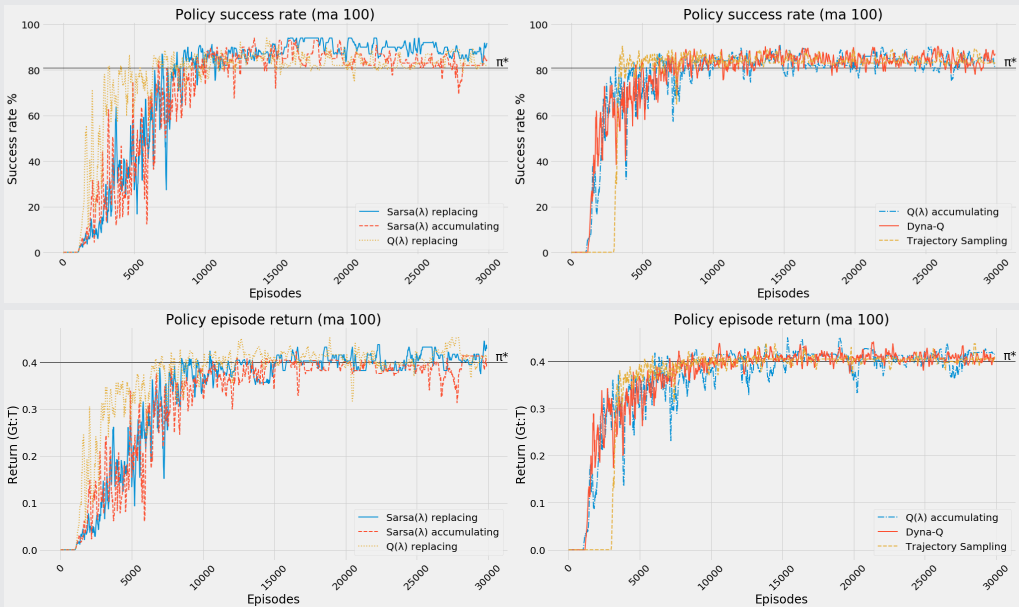 Policy success rate (ma 100)
100
80
60
40
20
0
Success rate %
π*
Sarsa(λ) replacing
Sarsa(λ) accumulating
Q(λ) replacing
0
5000
10000
15000
20000
25000
30000
Episodes
Policy success rate (ma 100)
100
80
60
40
20
0
Success rate %
π*
Q(λ) accumulating
Dyna-Q
Trajectory Sampling
0
5000
10000
15000
20000
25000
30000
Episodes
Policy episode return (ma 100)
0.4
0.3
0.2
0.1
0.0
Return (Gt:T)
π*
Sarsa(λ) replacing
Sarsa(λ) accumulating
Q(λ) replacing
0
5000
10000
15000
20000
25000
30000
Episodes
Policy episode return (ma 100)
0.4
0.3
0.2
0.1
0.0
Return (Gt:T)
π*
Q(λ) accumulating
Dyna-Q
Trajectory Sampling
0
5000
10000
15000
20000
25000
30000
Episodes